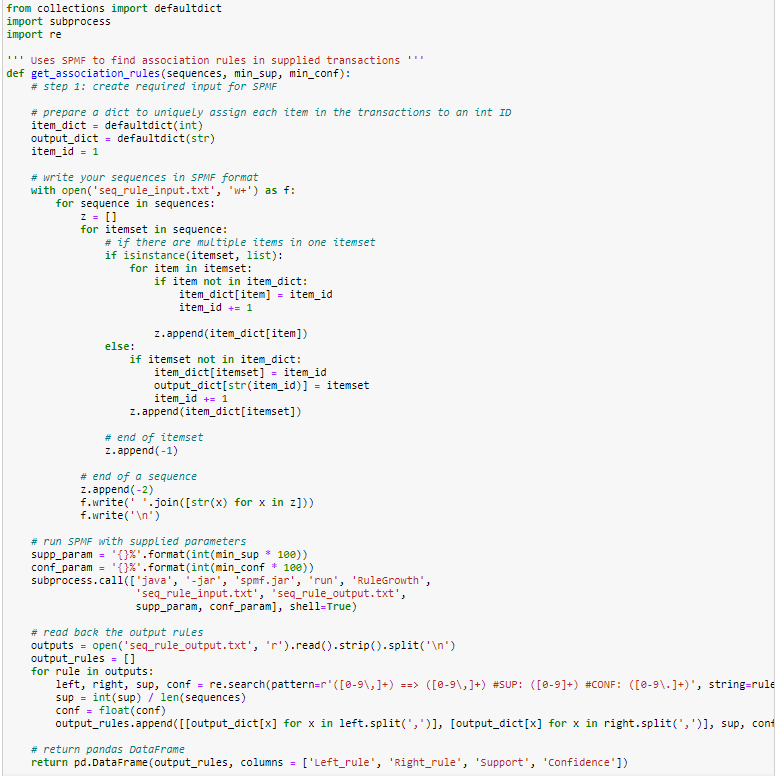 from collections import defaultdict
import subprocess
import re

''' Uses SPMF to find association rules in supplied transactions '''
def get_association_rules(sequences, min_sup, min_conf):
    # step 1: create required input for SPMF

    # prepare a dict to uniquely assign each item in the transactions to an int ID
    item_dict = defaultdict(int)
    output_dict = defaultdict(str)
    item_id = 1

    # write your sequences in SPMF format
    with open('seq_rule_input.txt', 'w+') as f:
        for sequence in sequences:
            z = []
            for itemset in sequence:
                # if there are multiple items in one itemset
                if isinstance(itemset, list):
                    for item in itemset:
                        if item not in item_dict:
                            item_dict[item] = item_id
                            item_id += 1

                        z.append(item_dict[item])
                else:
                    if itemset not in item_dict:
                        item_dict[itemset] = item_id
                        output_dict[str(item_id)] = itemset
                        item_id += 1
                    z.append(item_dict[itemset])

                # end of itemset
                z.append(-1)

            # end of a sequence
            z.append(-2)
            f.write(' '.join([str(x) for x in z]))
            f.write('\n')

    # run SPMF with supplied parameters
    supp_param = '{}%'.format(int(min_sup * 100))
    conf_param = '{}%'.format(int(min_conf * 100))
    subprocess.call(['java', '-jar', 'spmf.jar', 'run', 'RuleGrowth',
                     'seq_rule_input.txt', 'seq_rule_output.txt',
                     supp_param, conf_param], shell=True)

    # read back the output rules
    outputs = open('seq_rule_output.txt', 'r').read().strip().split('\n')
    output_rules = []
    for rule in outputs:
        left, right, sup, conf = re.search(pattern=r'([0-9\,]+) ==> ([0-9\,]+) #SUP: ([0-9]+) #CONF: ([0-9\.]+)', string=rule
        sup = int(sup) / len(sequences)
        conf = float(conf)
        output_rules.append([[output_dict[x] for x in left.split(',')], [output_dict[x] for x in right.split(',')], sup, conf

    # return pandas DataFrame
    return pd.DataFrame(output_rules, columns = ['Left_rule', 'Right_rule', 'Support', 'Confidence'])